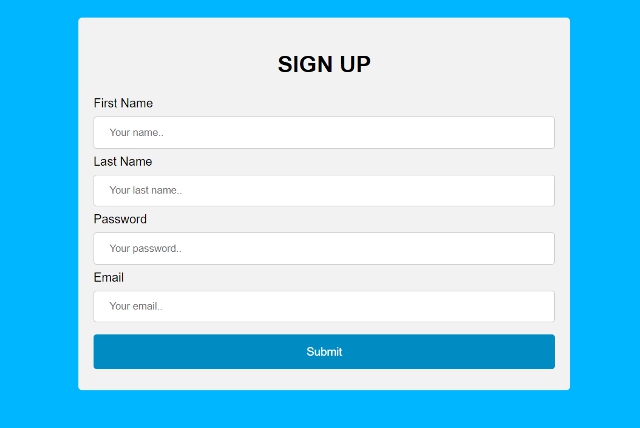 SIGN UP
First Name
Your name..
Last Name
Your last name..
Password
Your password..
Email
Your email..
Submit